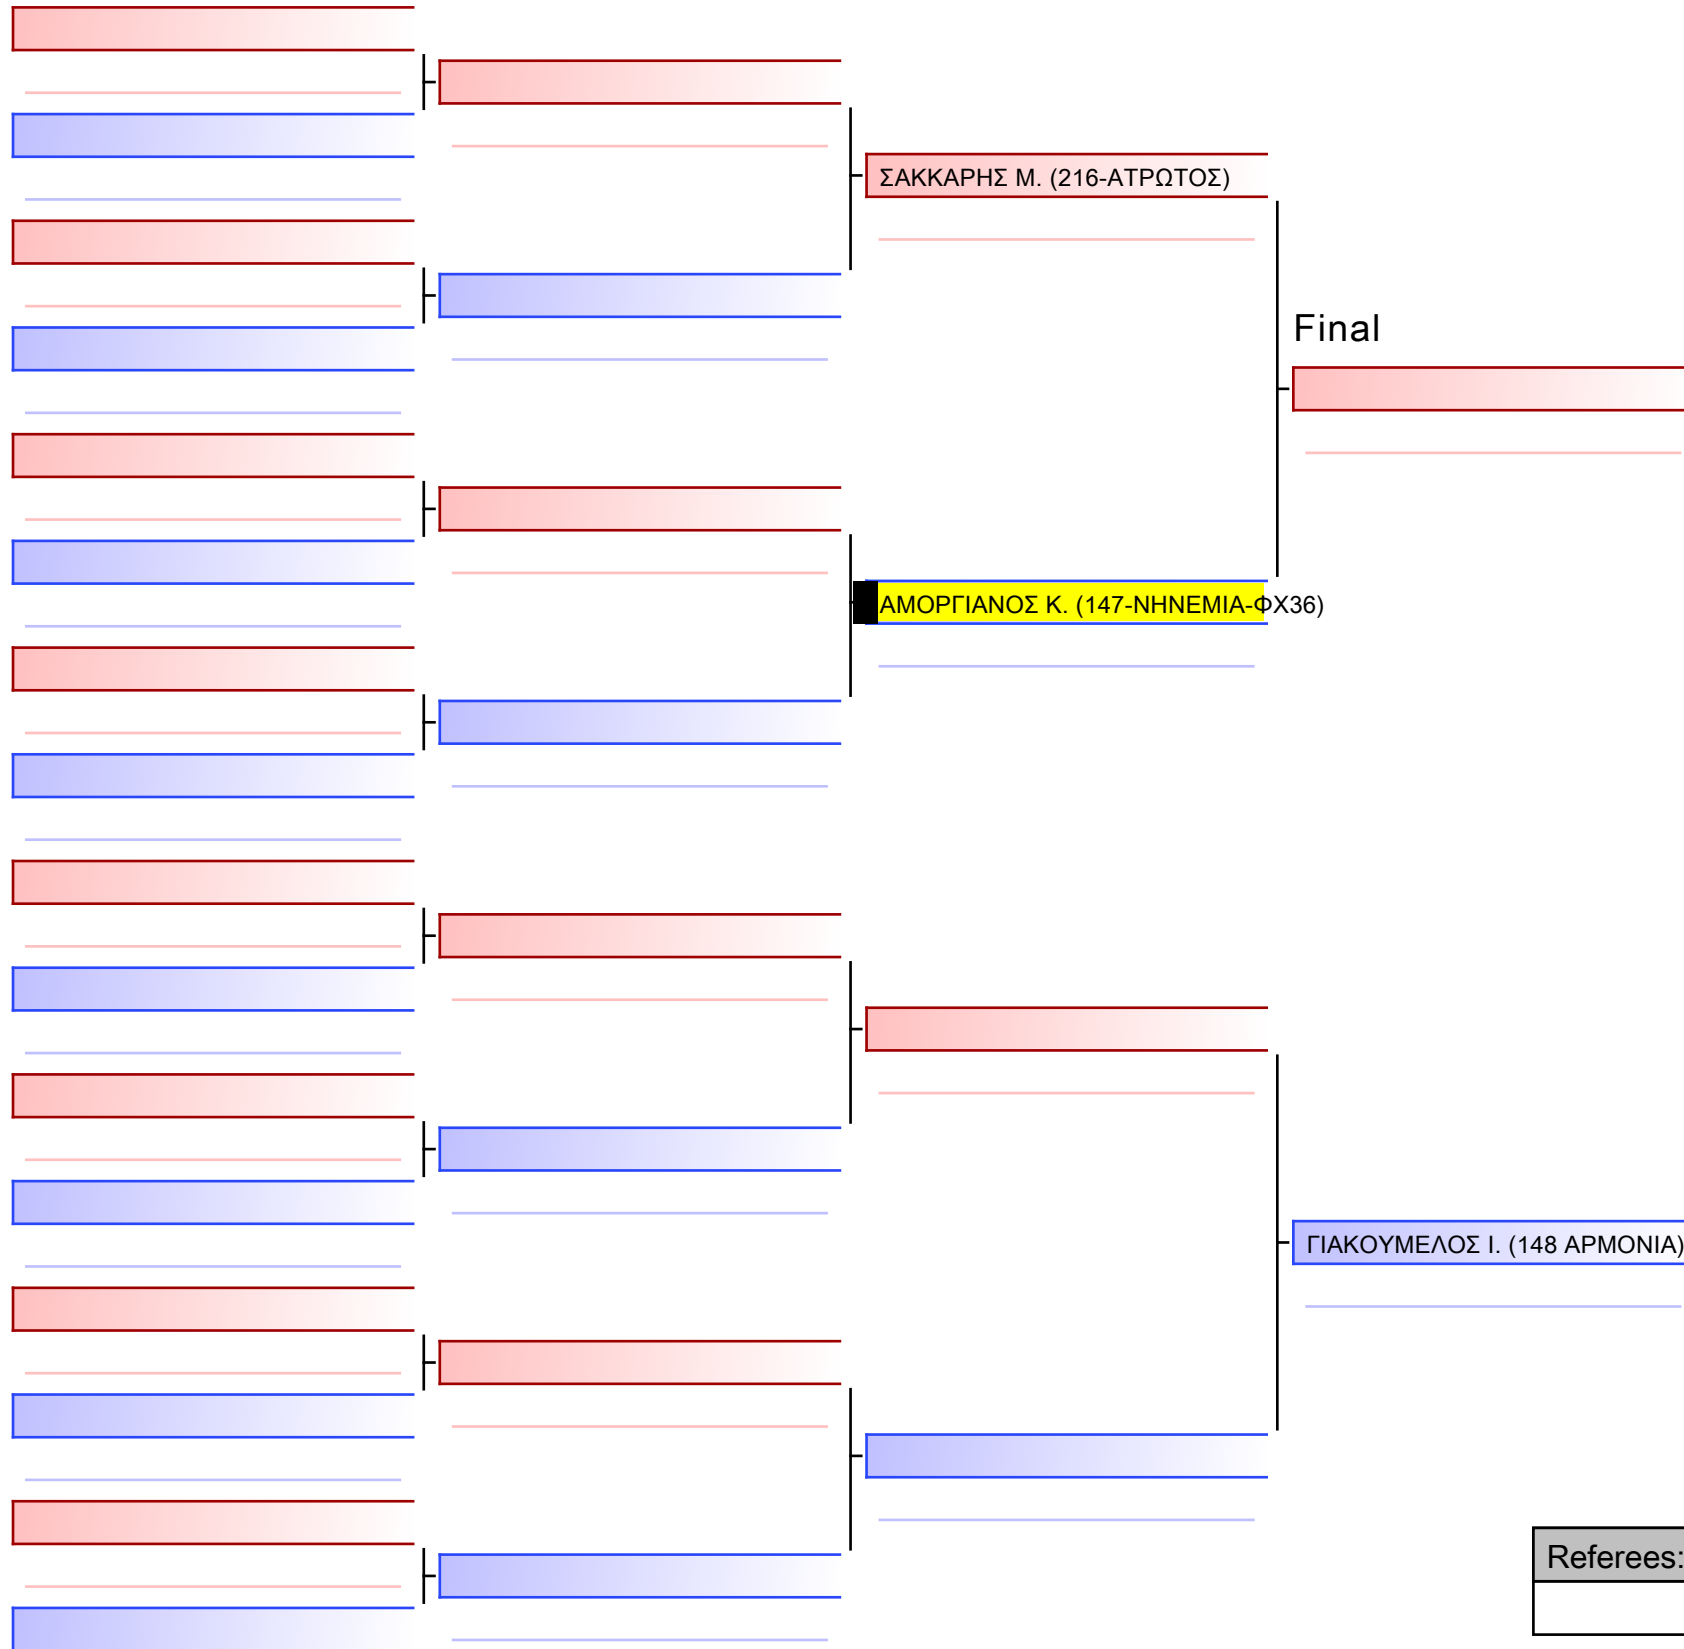 ΣΑΚΚΑΡΗΣ Μ. (216-ΑΤΡΩΤΟΣ)
Final
ΑΜΟΡΓΙΑΝΟΣ Κ. (147-ΝΗΝΕΜΙΑ-ΦΧ36)
ΓΙΑΚΟΥΜΕΛΟΣ Ι. (148 ΑΡΜΟΝΙΑ)
Referees: